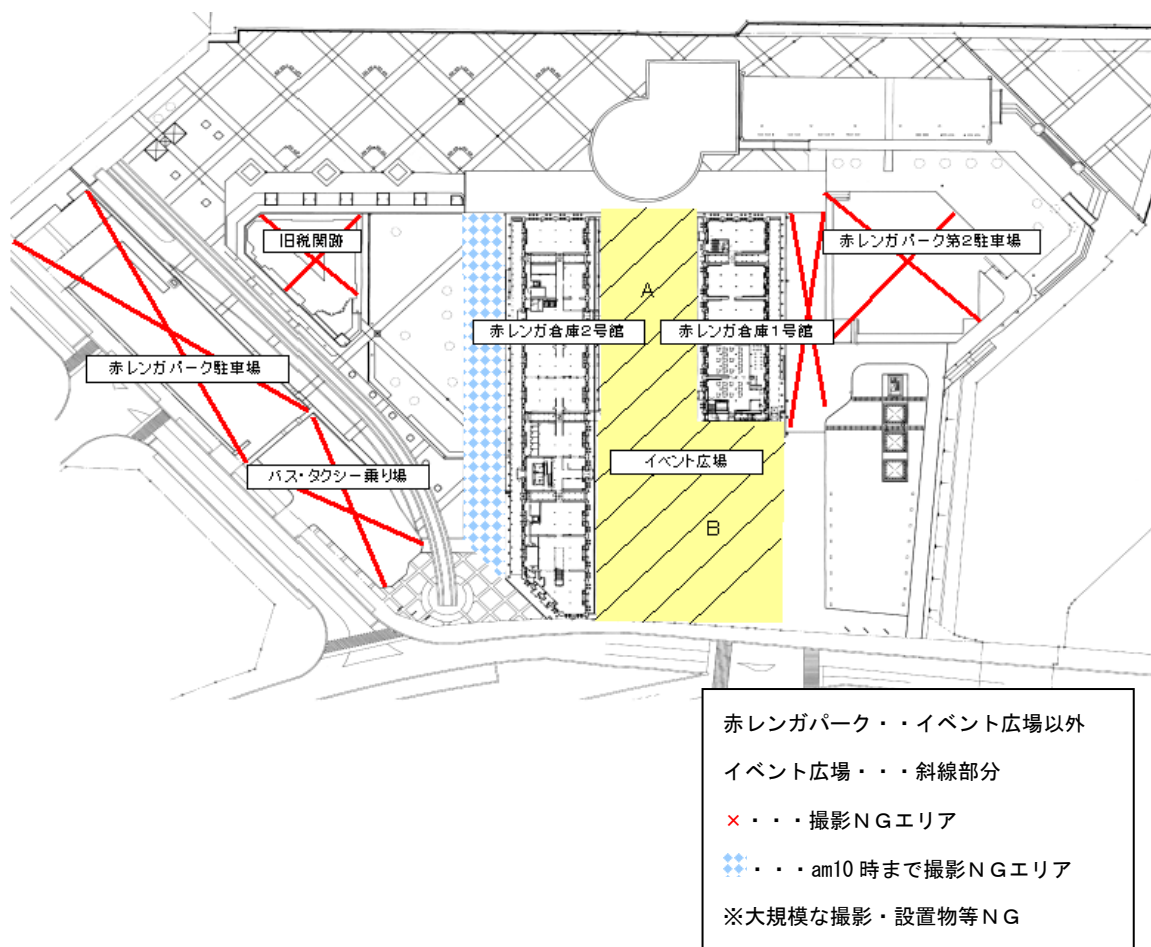 旧税関跡
赤レンガパーク第2駐車場
A
赤レンガ倉庫2号館
赤レンガ倉庫1号館
赤レンガパーク駐車場
イベント広場
バス・タクシー乗り場
B
赤レンガパーク・・イベント広場以外
イベント広場・・・斜線部分
×・・・撮影NGエリア
・・・am10時まで撮影NGエリア
※大規模な撮影・設置物等NG